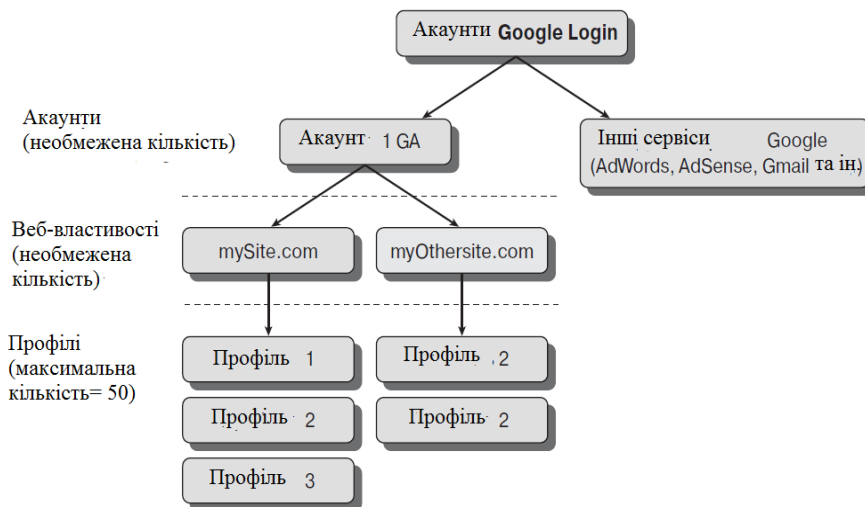 Акаунти Google Login
Акаунти
(необмежена кількість)
Акаунт 1 GA
Інші сервіси Google
(AdWords, AdSense, Gmail та ін.)
Веб-властивості
(необмежена
кількість)
mySite.com
myOthersite.com
Профілі
(максимальна
кількість= 50)
Профіль 1
Профіль 2
Профіль 2
Профіль 2
Профіль 3